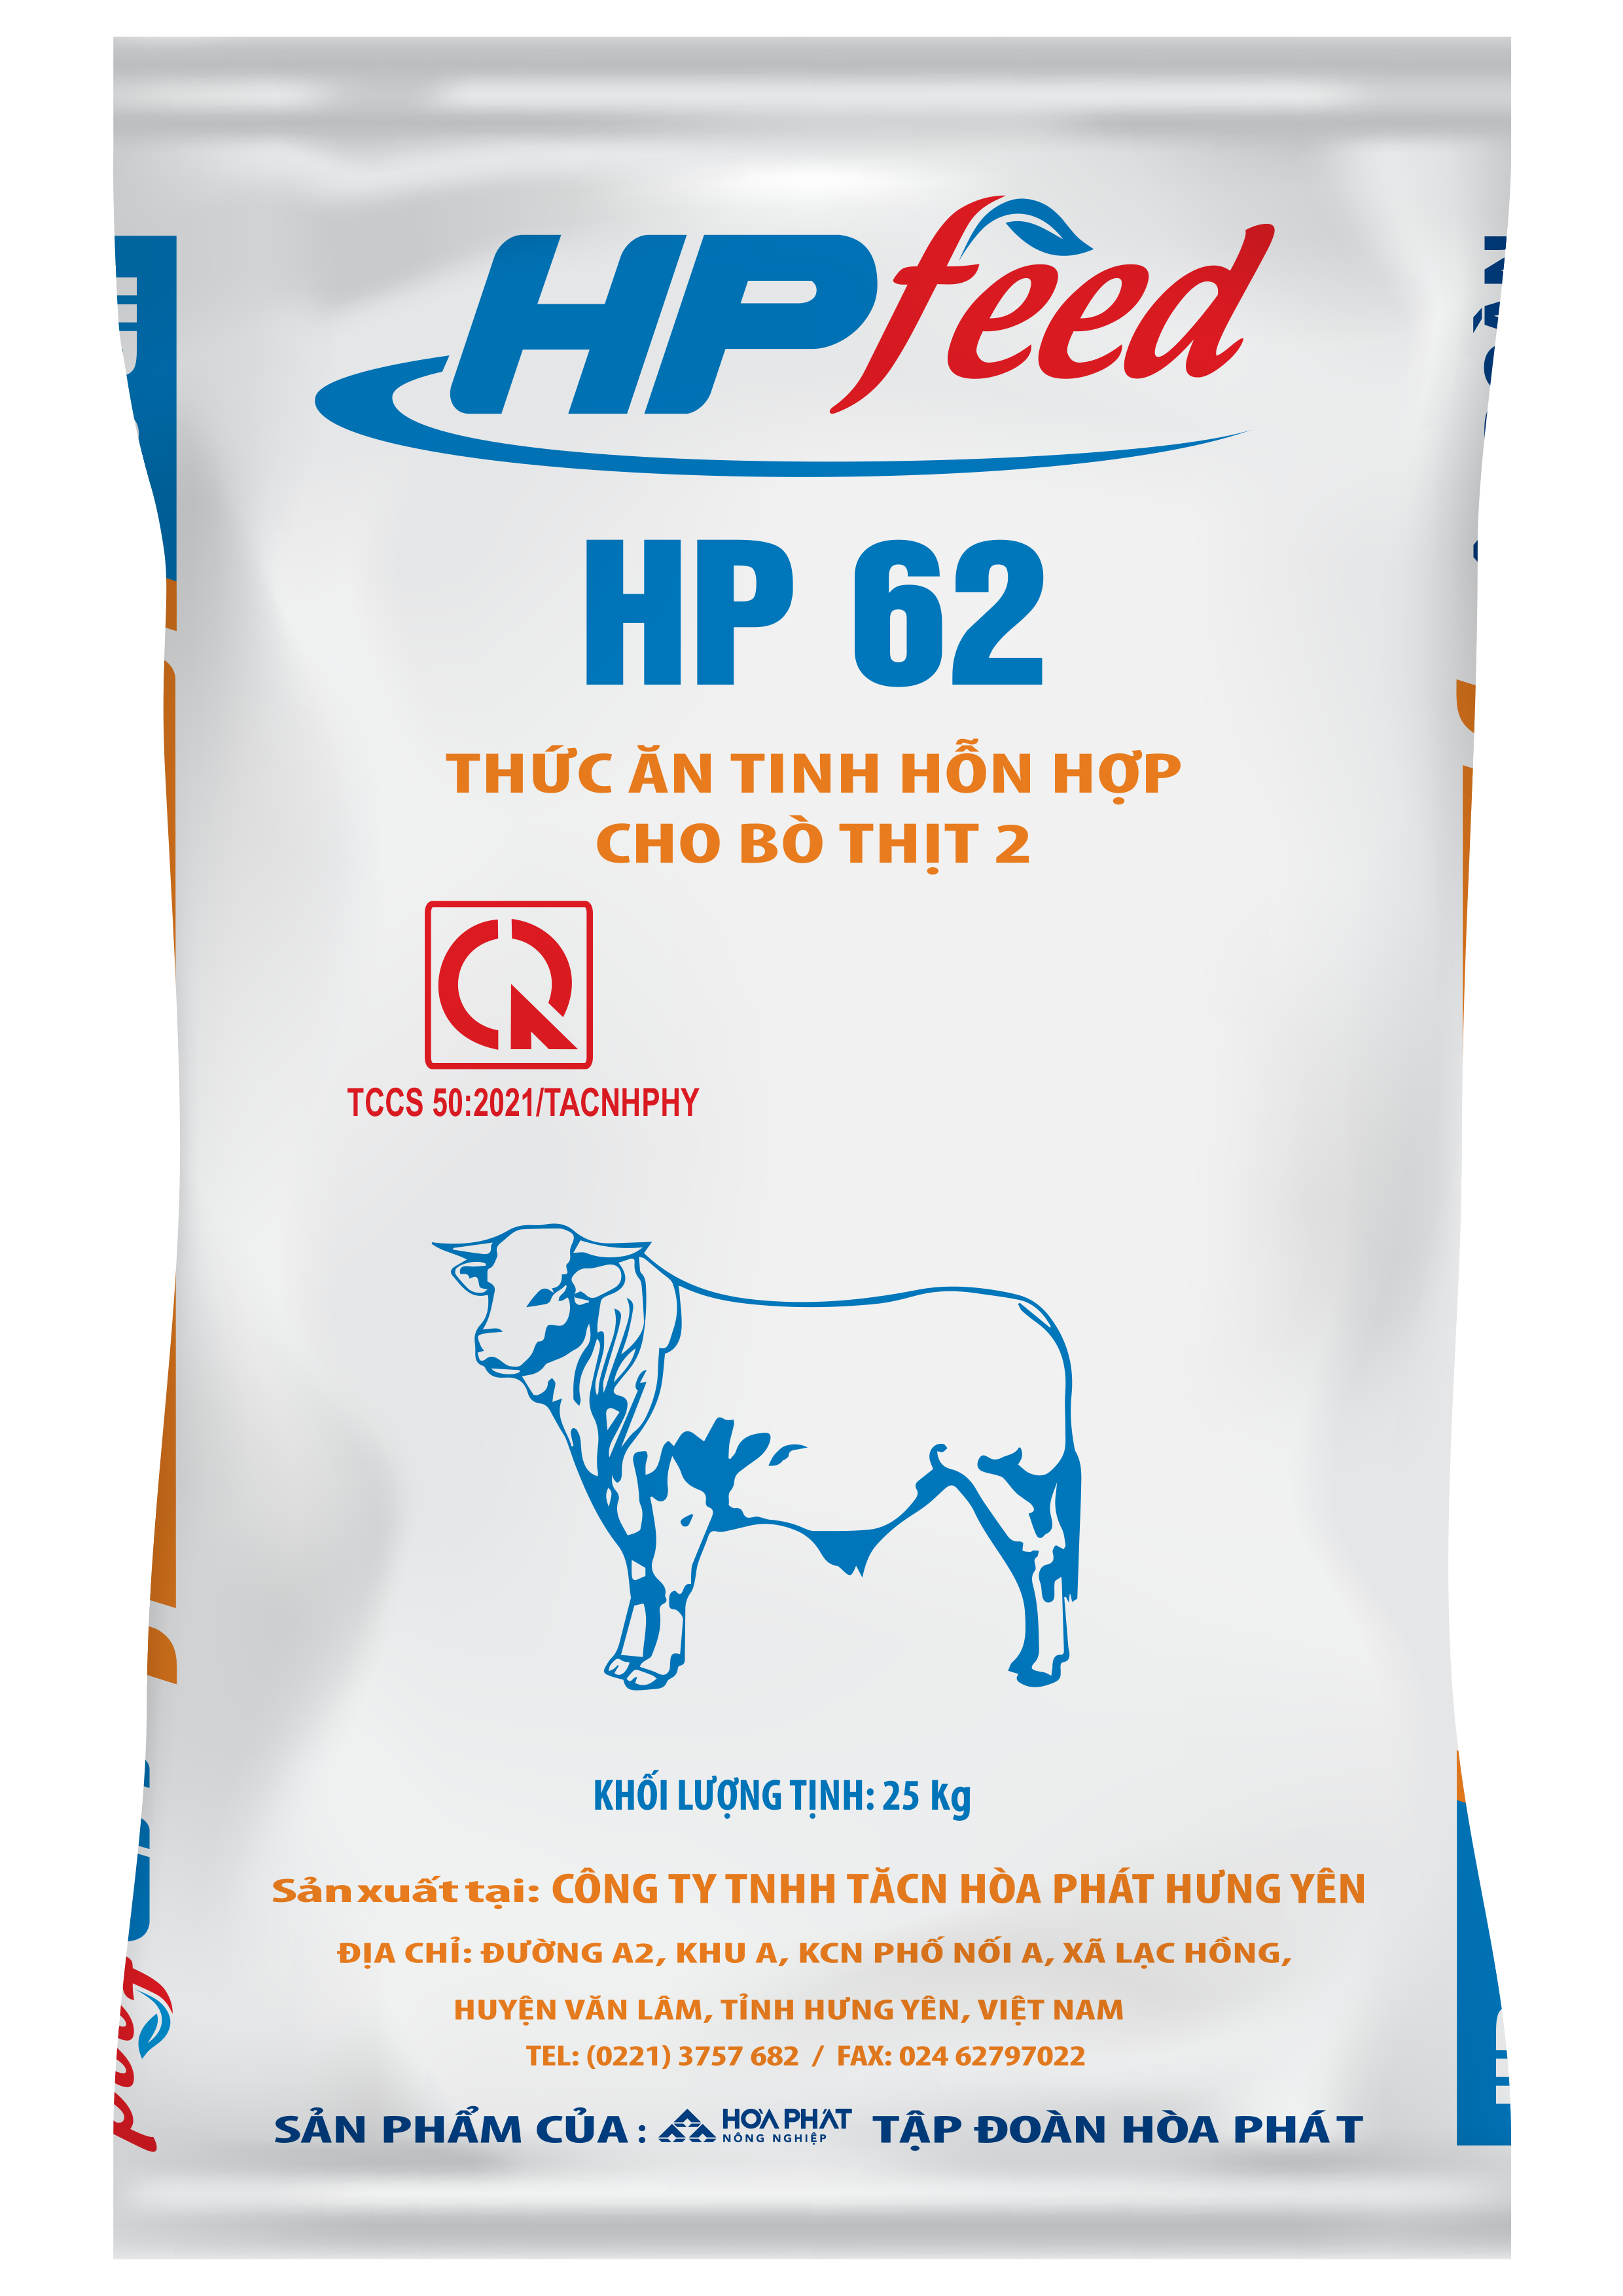 HPfeed
HP 62
THỨC ĂN TINH HỖN HỢP
CHO BÒ THỊT 2
TCCS 50:2021/TACNHPHY
KHỐI LƯỢNG TỊNH: 25 kg
Sản xuất tại: CÔNG TY TNHH TĂCN HÒA PHÁT HƯNG YÊN
ĐỊA CHỈ: ĐƯỜNG A2, KHU A, KCN PHỐ NỐI A, XÃ LẠC HỒNG,
HUYỆN VĂN LÂM, TỈNH HƯNG YÊN, VIỆT NAM
TEL: (0221) 3757 682 / FAX: 024 62797022
SẢN PHẨM CỦA : HÒA PHÁT NÔNG NGHIỆP TẬP ĐOÀN HÒA PHÁT